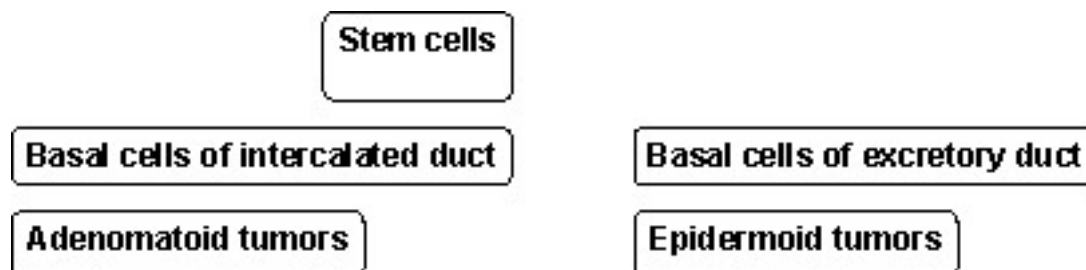 Stem cells
Basal cells of intercalated duct
Basal cells of excretory duct
Adenomatoid tumors
Epidermoid tumors